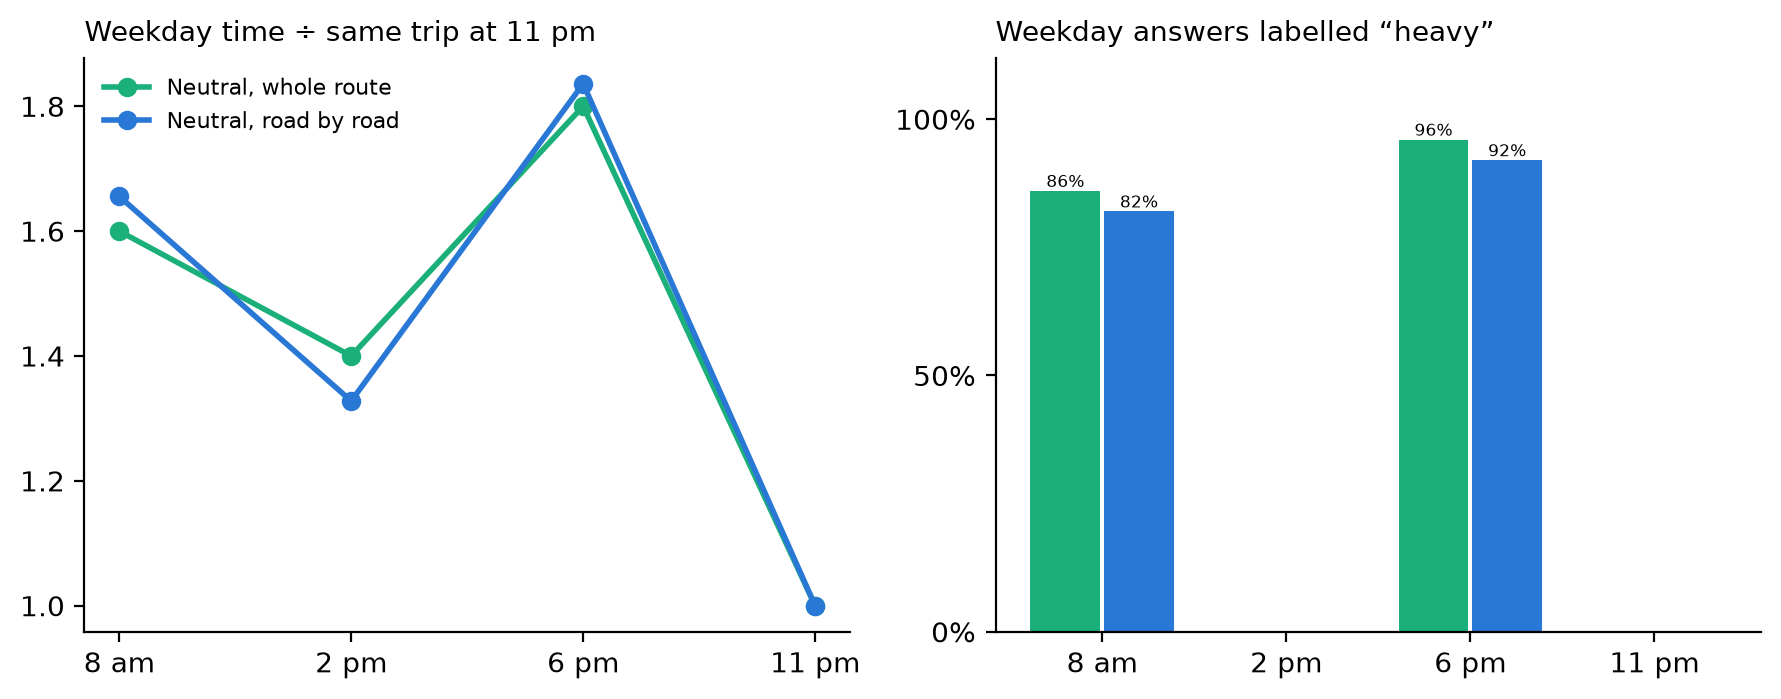 Weekday time ÷ same trip at 11 pm
Neutral, whole route
Neutral, road by road
1.8
1.6
1.4
1.2
1.0
8 am
2 pm
6 pm
11 pm
Weekday answers labelled “heavy”
100%
50%
0%
86%
82%
96%
92%
8 am
2 pm
6 pm
11 pm